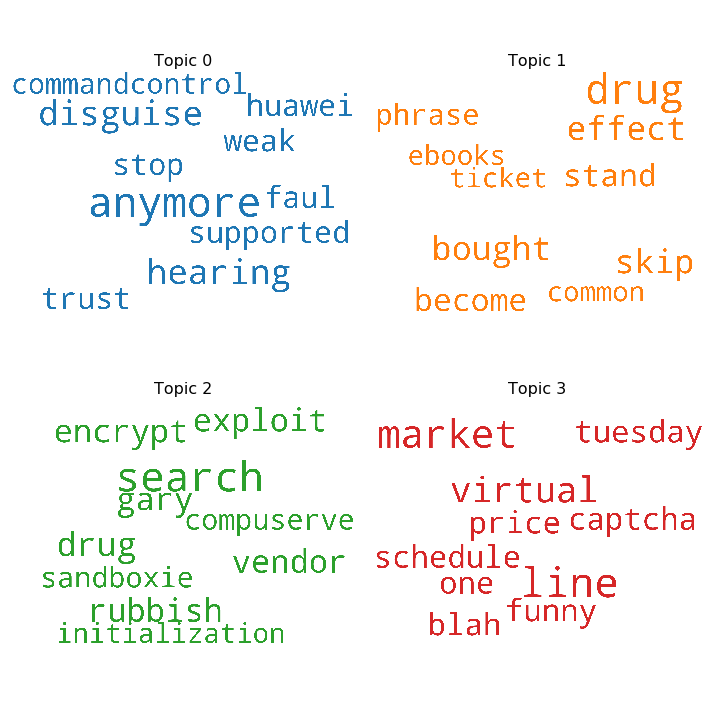 Topic 0
commandcontrol
disguise huawei
weak
stop
anymore faul
supported
hearing
trust
Topic 1
drug
phrase
effect
ebooks
ticket stand
bought
skip
become common
Topic 2
encrypt exploit
search
gary
compuserve
drug
vendor
sandboxie
rubbish
initialization
Topic 3
market tuesday
virtual
price captcha
schedule
one line
funny
blah